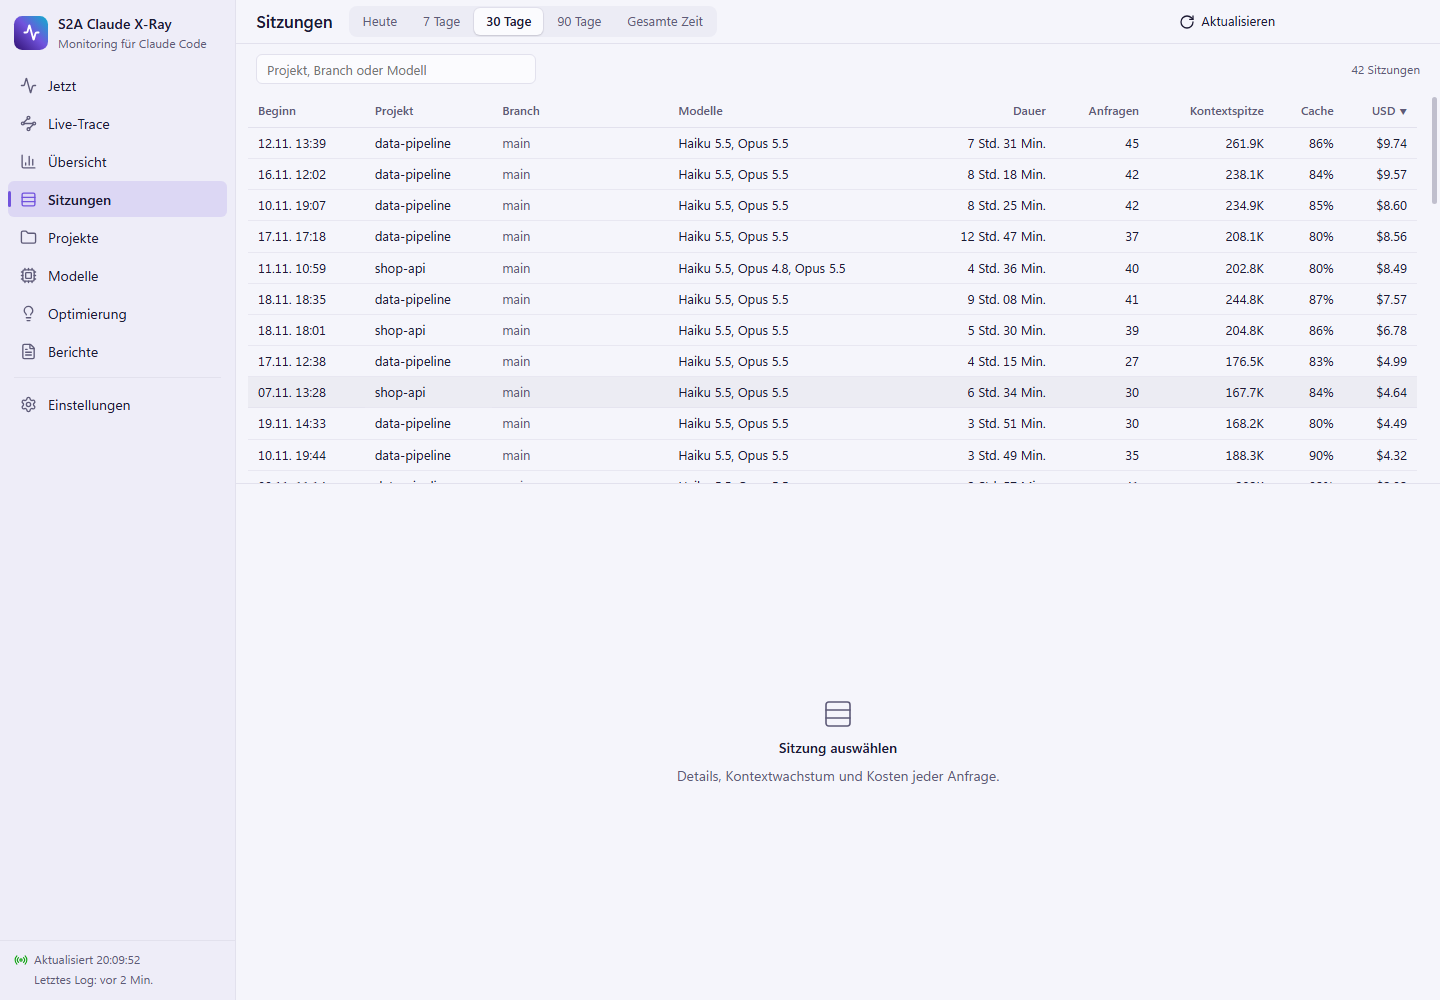 S2A Claude X-Ray
Monitoring für Claude Code
Jetzt
Live-Trace
Übersicht
Sitzungen
Projekte
Modelle
Optimierung
Berichte
Einstellungen
Aktualisiert 20:09:52
Letztes Log: vor 2 Min.
Sitzungen Heute 7 Tage 30 Tage 90 Tage Gesamte Zeit Aktualisieren
Projekt, Branch oder Modell 42 Sitzungen
Beginn Projekt Branch Modelle Dauer Anfragen Kontextspitze Cache USD ▼
12.11. 13:39 data-pipeline main Haiku 5.5, Opus 5.5 7 Std. 31 Min. 45 261.9K 86% $9.74
16.11. 12:02 data-pipeline main Haiku 5.5, Opus 5.5 8 Std. 18 Min. 42 238.1K 84% $9.57
10.11. 19:07 data-pipeline main Haiku 5.5, Opus 5.5 8 Std. 25 Min. 42 234.9K 85% $8.60
17.11. 17:18 data-pipeline main Haiku 5.5, Opus 5.5 12 Std. 47 Min. 37 208.1K 80% $8.56
11.11. 10:59 shop-api main Haiku 5.5, Opus 4.8, Opus 5.5 4 Std. 36 Min. 40 202.8K 80% $8.49
18.11. 18:35 data-pipeline main Haiku 5.5, Opus 5.5 9 Std. 08 Min. 41 244.8K 87% $7.57
18.11. 18:01 shop-api main Haiku 5.5, Opus 5.5 5 Std. 30 Min. 39 204.8K 86% $6.78
17.11. 12:38 data-pipeline main Haiku 5.5, Opus 5.5 4 Std. 15 Min. 27 176.5K 83% $4.99
07.11. 13:28 shop-api main Haiku 5.5, Opus 5.5 6 Std. 34 Min. 30 167.7K 84% $4.64
19.11. 14:33 data-pipeline main Haiku 5.5, Opus 5.5 3 Std. 51 Min. 30 168.2K 80% $4.49
10.11. 19:44 data-pipeline main Haiku 5.5, Opus 5.5 3 Std. 49 Min. 35 188.3K 90% $4.32
Sitzung auswählen
Details, Kontextwachstum und Kosten jeder Anfrage.